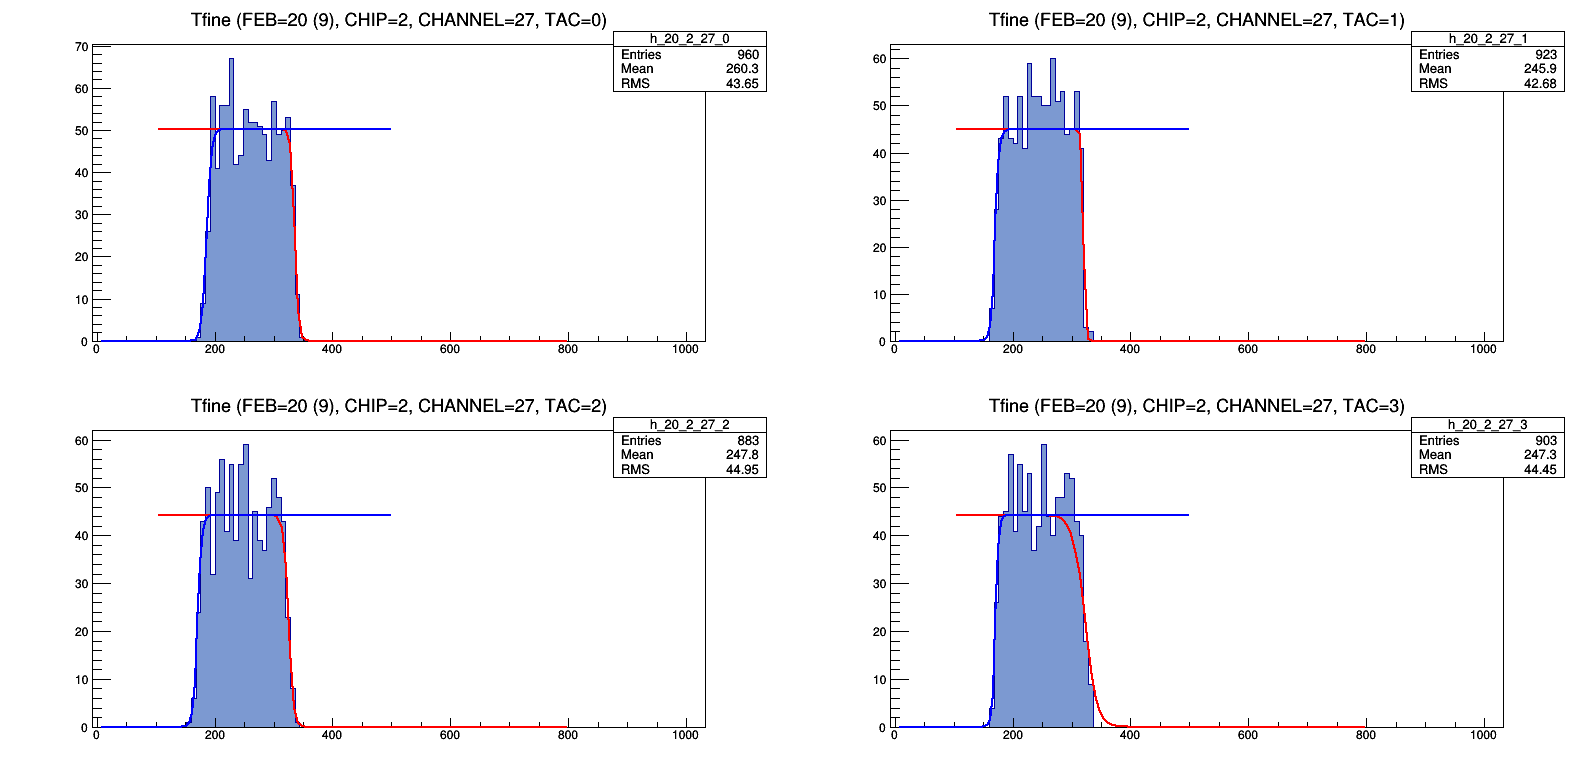 Tfine (FEB=20 (9), CHIP=2, CHANNEL=27, TAC=0)
h_20_2_27_0
Entries 960
Mean 260.3
RMS 43.65
70
60
50
40
30
20
10
0
0 200 400 600 800 1000
Tfine (FEB=20 (9), CHIP=2, CHANNEL=27, TAC=1)
h_20_2_27_1
Entries 923
Mean 245.9
RMS 42.68
60
50
40
30
20
10
0
0 200 400 600 800 1000
Tfine (FEB=20 (9), CHIP=2, CHANNEL=27, TAC=2)
h_20_2_27_2
Entries 883
Mean 247.8
RMS 44.95
60
50
40
30
20
10
0
0 200 400 600 800 1000
Tfine (FEB=20 (9), CHIP=2, CHANNEL=27, TAC=3)
h_20_2_27_3
Entries 903
Mean 247.3
RMS 44.45
60
50
40
30
20
10
0
0 200 400 600 800 1000